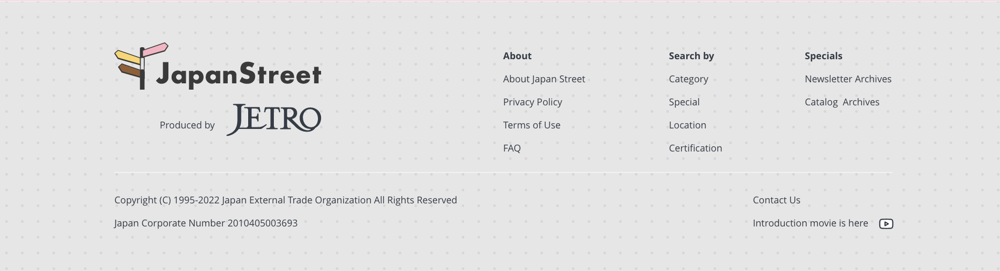 JapanStreet
Produced by JETRO
About
About Japan Street
Privacy Policy
Terms of Use
FAQ
Search by
Category
Special
Location
Certification
Specials
Newsletter Archives
Catalog Archives
Copyright (C) 1995-2022 Japan External Trade Organization All Rights Reserved
Japan Corporate Number 2010405003693
Contact Us
Introduction movie is here